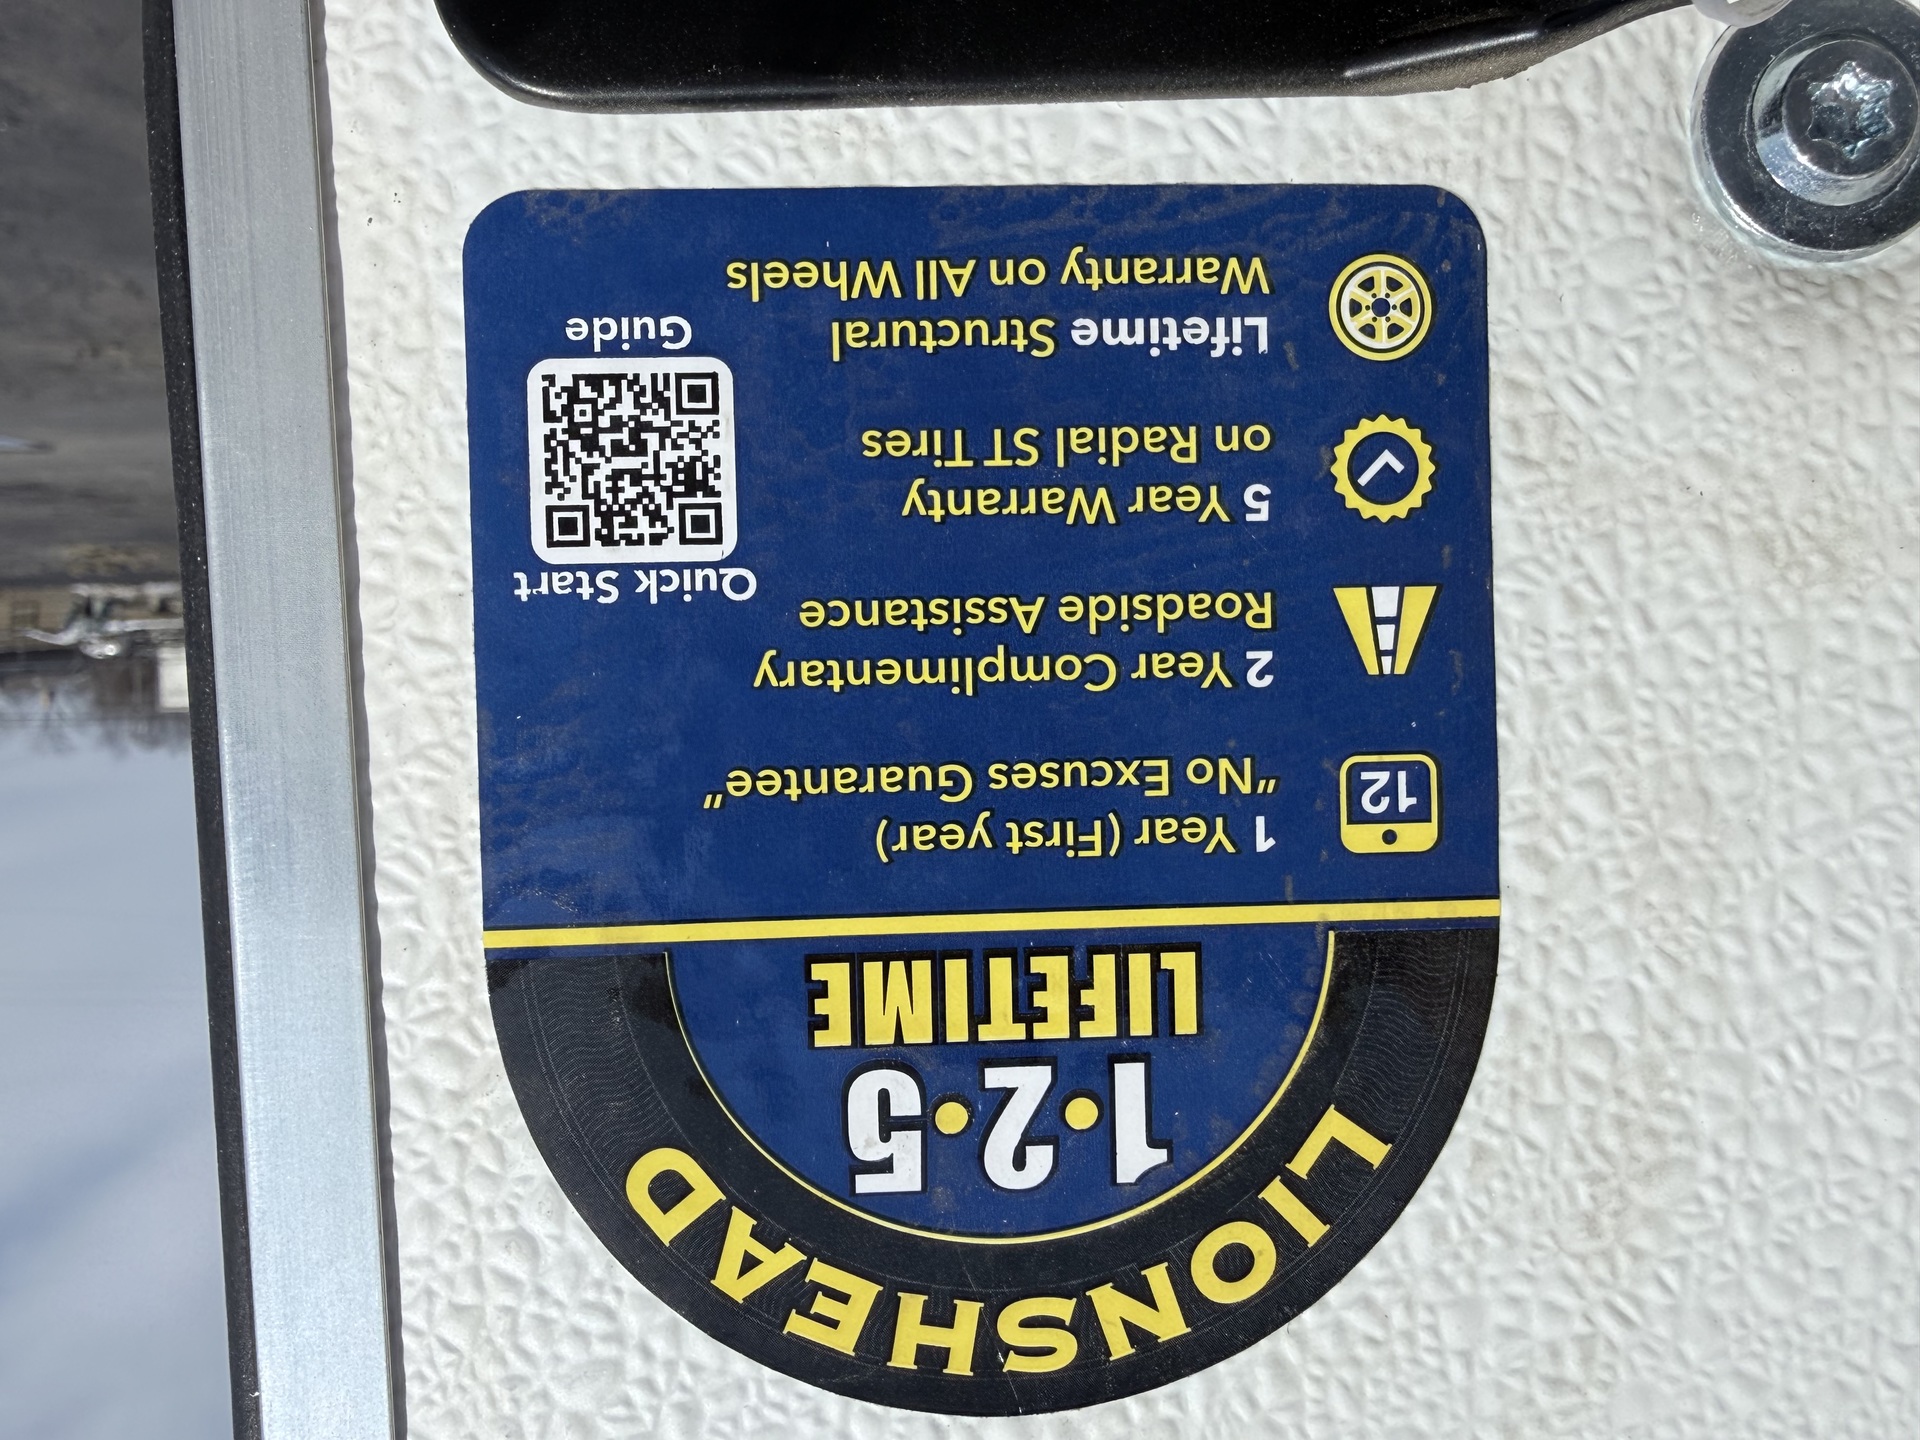 LIONSHEAD
1•2•5
LIFETIME
12
1 Year (First year)
"No Excuses Guarantee"
2 Year Complimentary
Roadside Assistance
5 Year Warranty
on Radial ST Tires
Lifetime Structural
Warranty on All Wheels
Quick Start
Guide